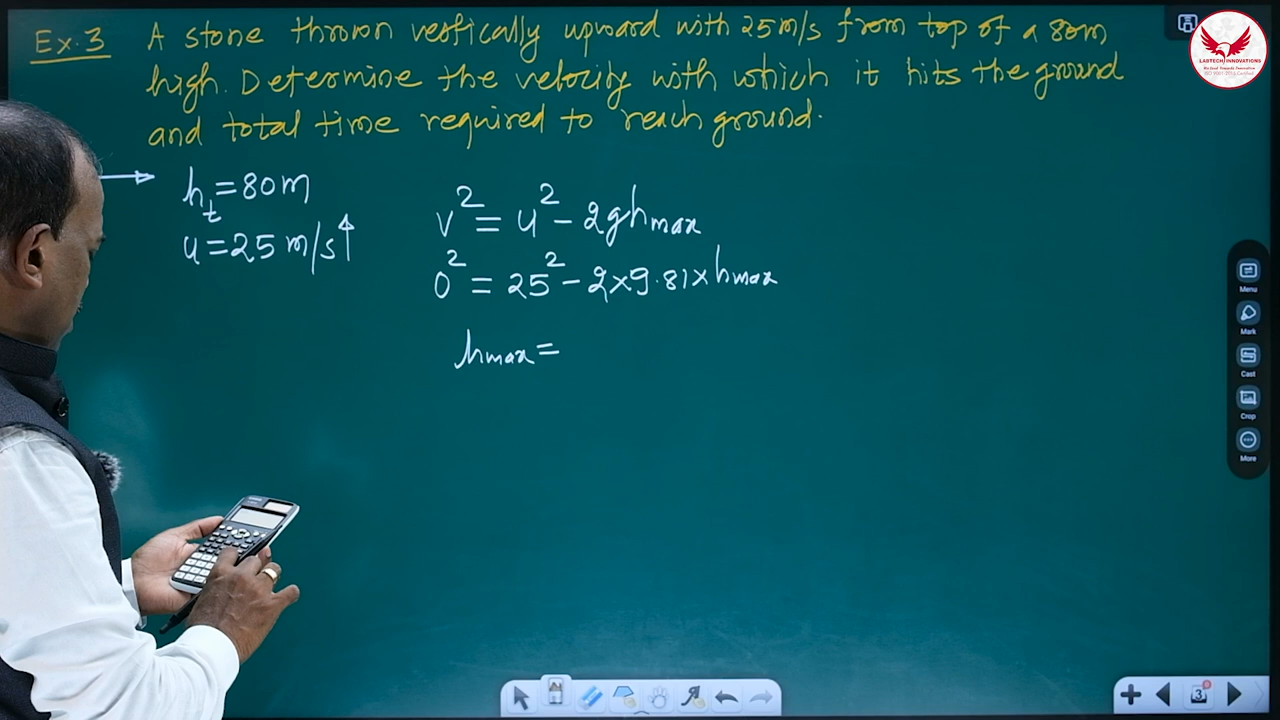 Ex.3 A stone thrown vertically upward with 25m/s from top of a 80m
high. Determine the velocity with which it hits the ground
and total time required to reach ground.
hₜ=80m
u=25m/s↑
v² = u² - 2ghmax
0² = 25² - 2×9.81×hmax
hmax=
LABTECH INNOVATIONS
Menu
Mark
Cast
Crop
More
3